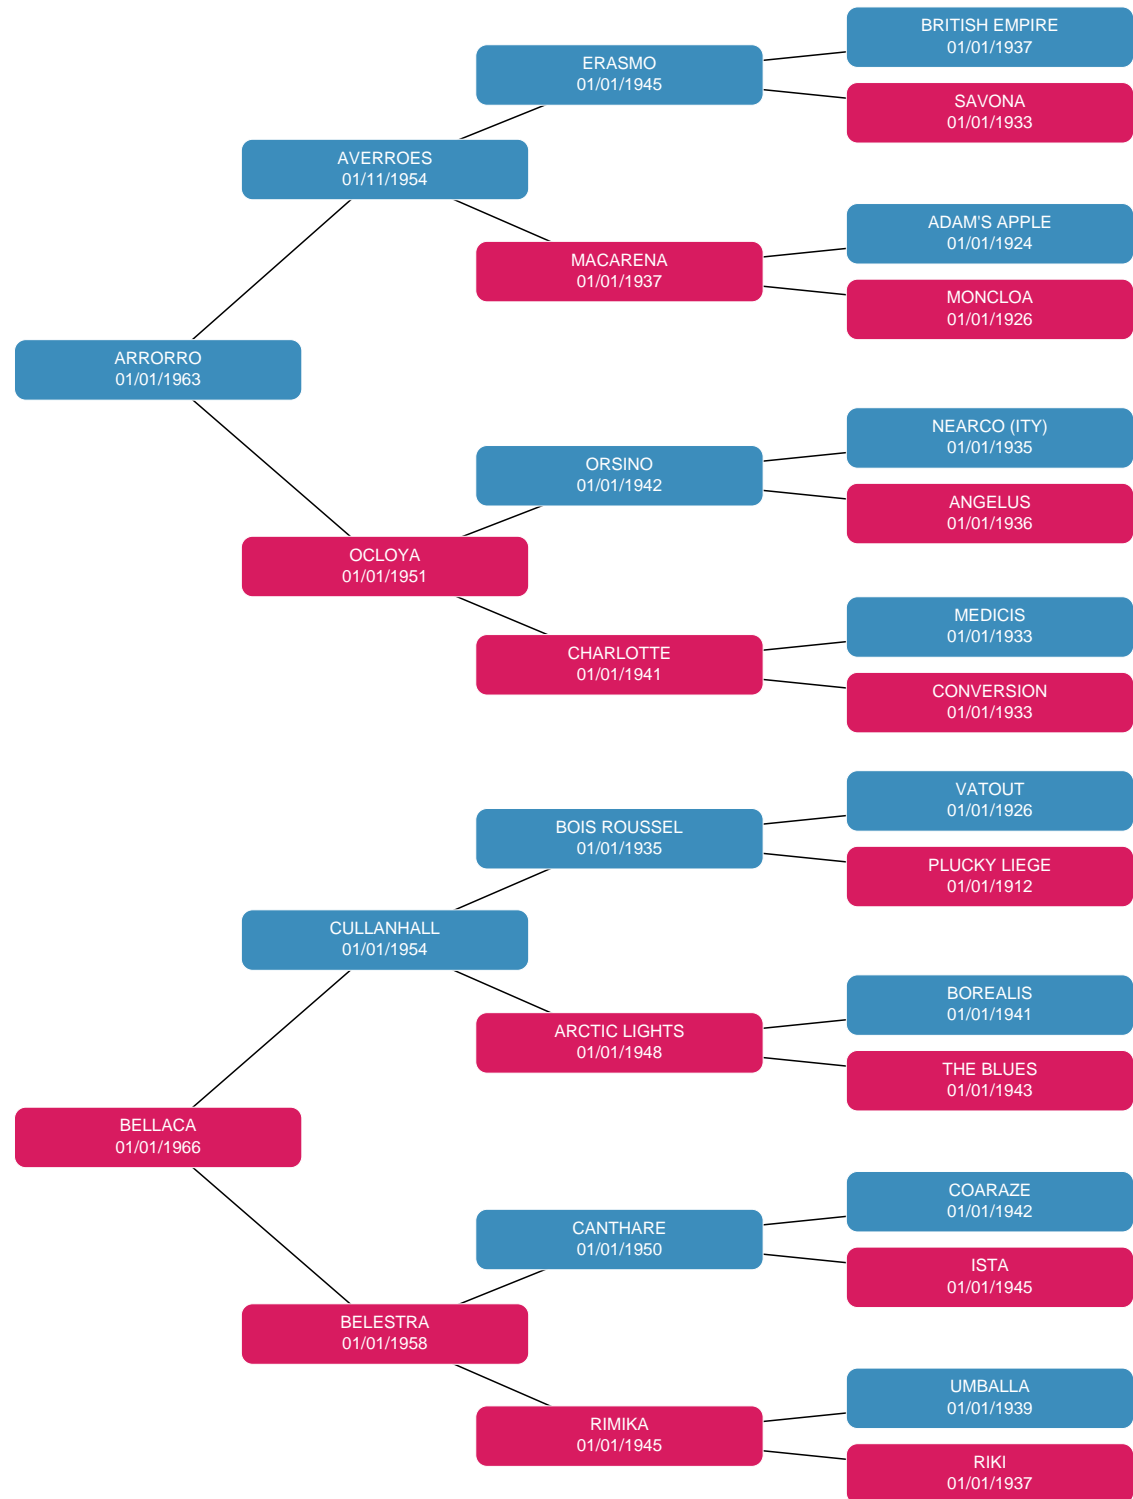 BRITISH EMPIRE
01/01/1937
ERASMO
01/01/1945
SAVONA
01/01/1933
AVERROES
01/11/1954
ADAM'S APPLE
01/01/1924
MACARENA
01/01/1937
MONCLOA
01/01/1926
ARRORRO
01/01/1963
NEARCO (ITY)
01/01/1935
ORSINO
01/01/1942
ANGELUS
01/01/1936
OCLOYA
01/01/1951
MEDICIS
01/01/1933
CHARLOTTE
01/01/1941
CONVERSION
01/01/1933
VATOUT
01/01/1926
BOIS ROUSSEL
01/01/1935
PLUCKY LIEGE
01/01/1912
CULLANHALL
01/01/1954
BOREALIS
01/01/1941
ARCTIC LIGHTS
01/01/1948
THE BLUES
01/01/1943
BELLACA
01/01/1966
COARAZE
01/01/1942
CANTHARE
01/01/1950
ISTA
01/01/1945
BELESTRA
01/01/1958
UMBALLA
01/01/1939
RIMIKA
01/01/1945
RIKI
01/01/1937